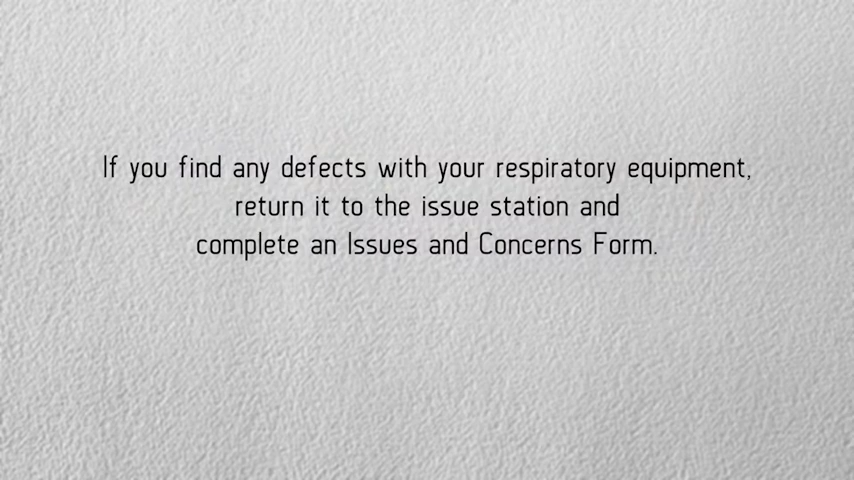 If you find any defects with your respiratory equipment,
return it to the issue station and
complete an Issues and Concerns Form.